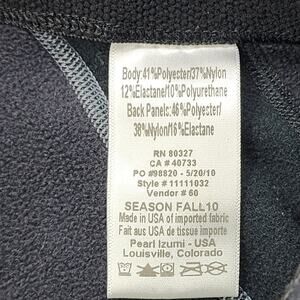 Body:41%Polyester/37%Nylon
12%Elastane/10%Polyurethane
Back Panels:46%Polyester/
38%Nylon/16%Elastane
RN 80327
CA # 40733
PO #98820 - 5/20/10
Style # 11111032
Vendor # 60
SEASON FALL10
Made in USA of imported fabric
Fait aus USA de tissue importe
Pearl Izumi - USA
Louisville, Colorado